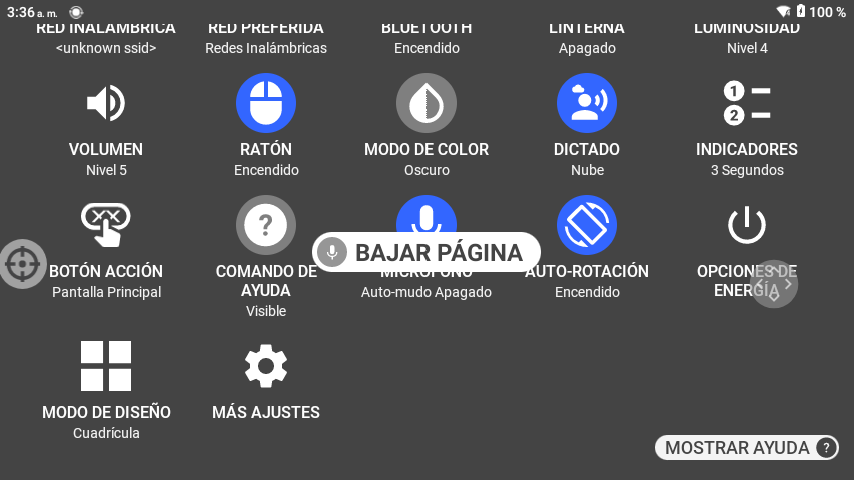 3:36 a. m.
100 %
RED INALÁMBRICA
RED PREFERIDA
BLUETOOTH
LINTERNA
LUMINOSIDAD
<unknown ssid>
Redes Inalámbricas
Encendido
Apagado
Nivel 4
1
2
VOLUMEN
RATÓN
MODO DE COLOR
DICTADO
INDICADORES
Nivel 5
Encendido
Oscuro
Nube
3 Segundos
XX
?
BAJAR PÁGINA
BOTÓN ACCIÓN
COMANDO DE
AYUDA
MICRÓFONO
AUTO-ROTACIÓN
OPCIONES DE
ENERGÍA
Pantalla Principal
Visible
Auto-mudo Apagado
Encendido
MODO DE DISEÑO
MÁS AJUSTES
Cuadrícula
MOSTRAR AYUDA ?